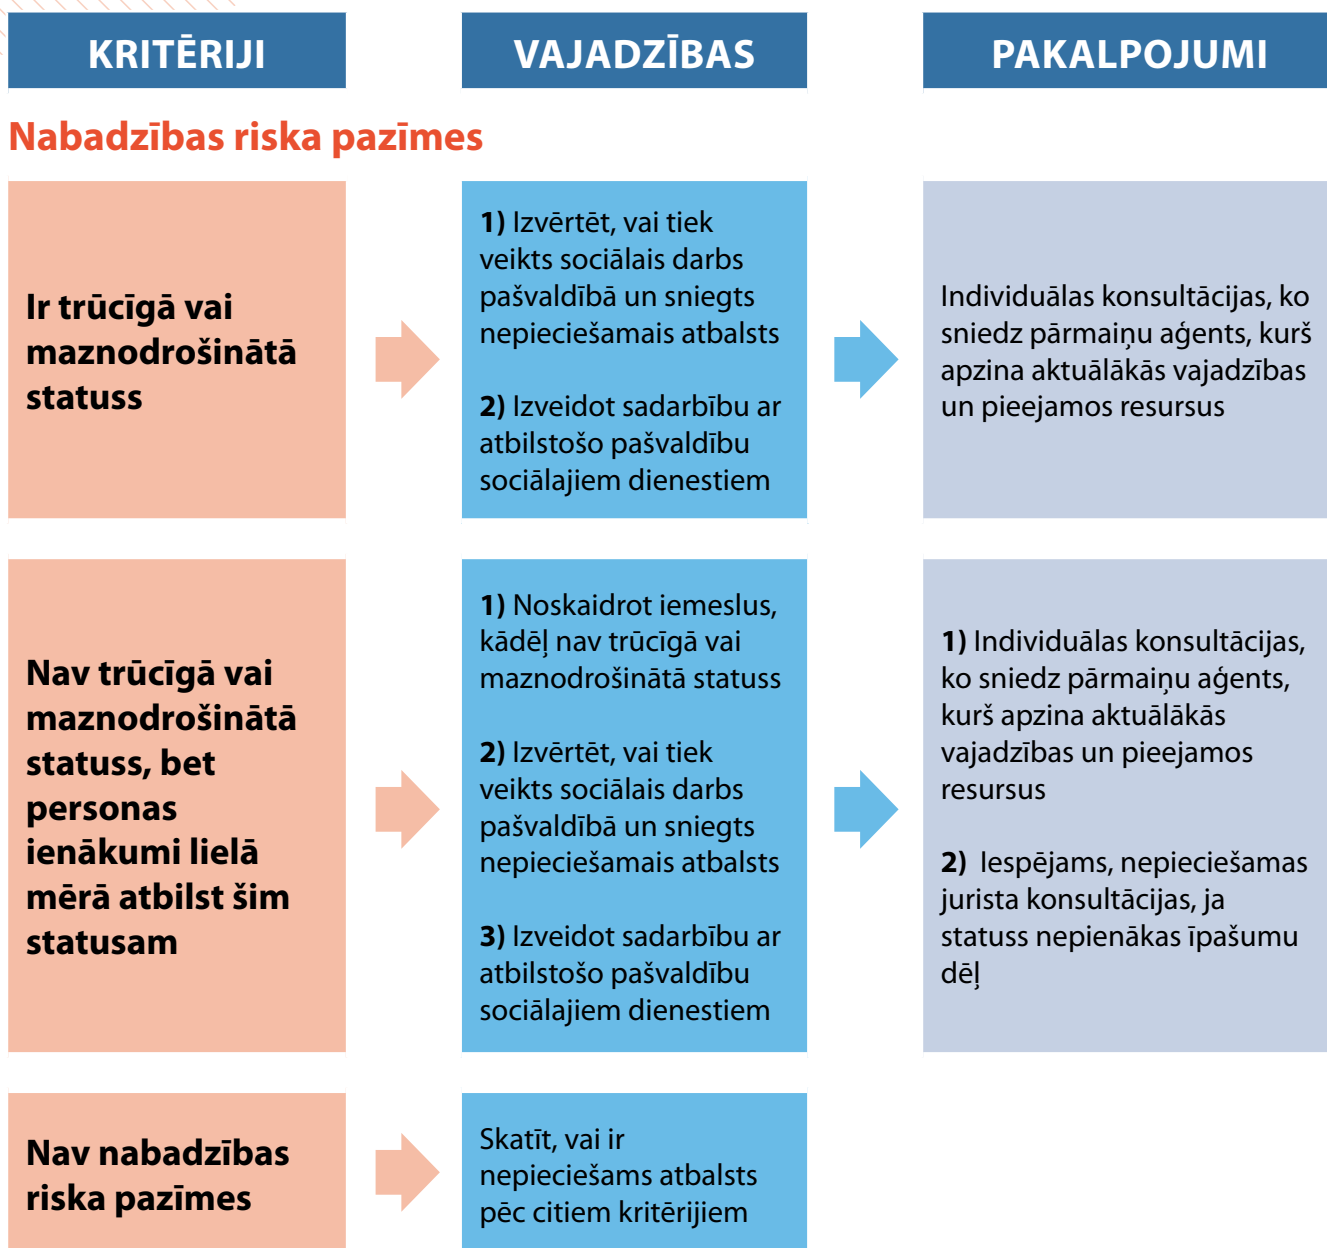 KRITĒRIJI
VAJADZĪBAS
PAKALPOJUMI
Nabadzības riska pazīmes
Ir trūcīgā vai
maznodrošinātā
statuss
1) Izvērtēt, vai tiek
veikts sociālais darbs
pašvaldībā un sniegts
nepieciešamais atbalsts
2) Izveidot sadarbību ar
atbilstošo pašvaldību
sociālajiem dienestiem
Individuālas konsultācijas, ko
sniedz pārmaiņu aģents, kurš
apzina aktuālākās vajadzības
un pieejamos resursus
Nav trūcīgā vai
maznodrošinātā
statuss, bet
personas
ienākumi lielā
mērā atbilst šim
statusam
1) Noskaidrot iemeslus,
kādēļ nav trūcīgā vai
maznodrošinātā statuss
2) Izvērtēt, vai tiek
veikts sociālais darbs
pašvaldībā un sniegts
nepieciešamais atbalsts
3) Izveidot sadarbību ar
atbilstošo pašvaldību
sociālajiem dienestiem
1) Individuālas konsultācijas,
ko sniedz pārmaiņu aģents,
kurš apzina aktuālākās
vajadzības un pieejamos
resursus
2) Iespējams, nepieciešamas
jurista konsultācijas, ja
statuss nepienākas īpašumu
dēļ
Nav nabadzības
riska pazīmes
Skatīt, vai ir
nepieciešams atbalsts
pēc citiem kritērijiem